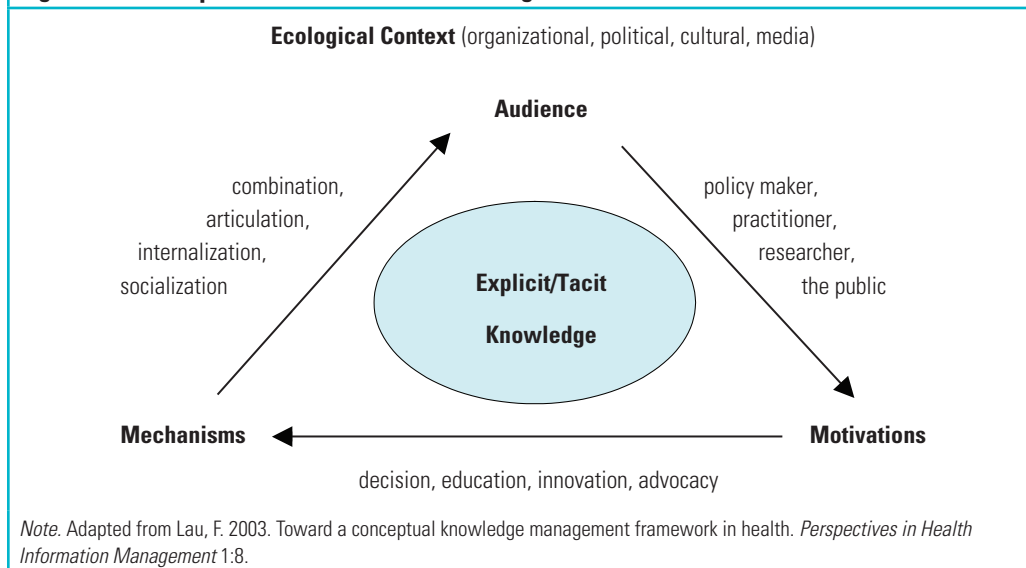 Ecological Context (organizational, political, cultural, media)
Audience
combination,
articulation,
internalization,
socialization
policy maker,
practitioner,
researcher,
the public
Explicit/Tacit
Knowledge
Mechanisms
Motivations
decision, education, innovation, advocacy
Note. Adapted from Lau, F. 2003. Toward a conceptual knowledge management framework in health. Perspectives in Health
Information Management 1:8.